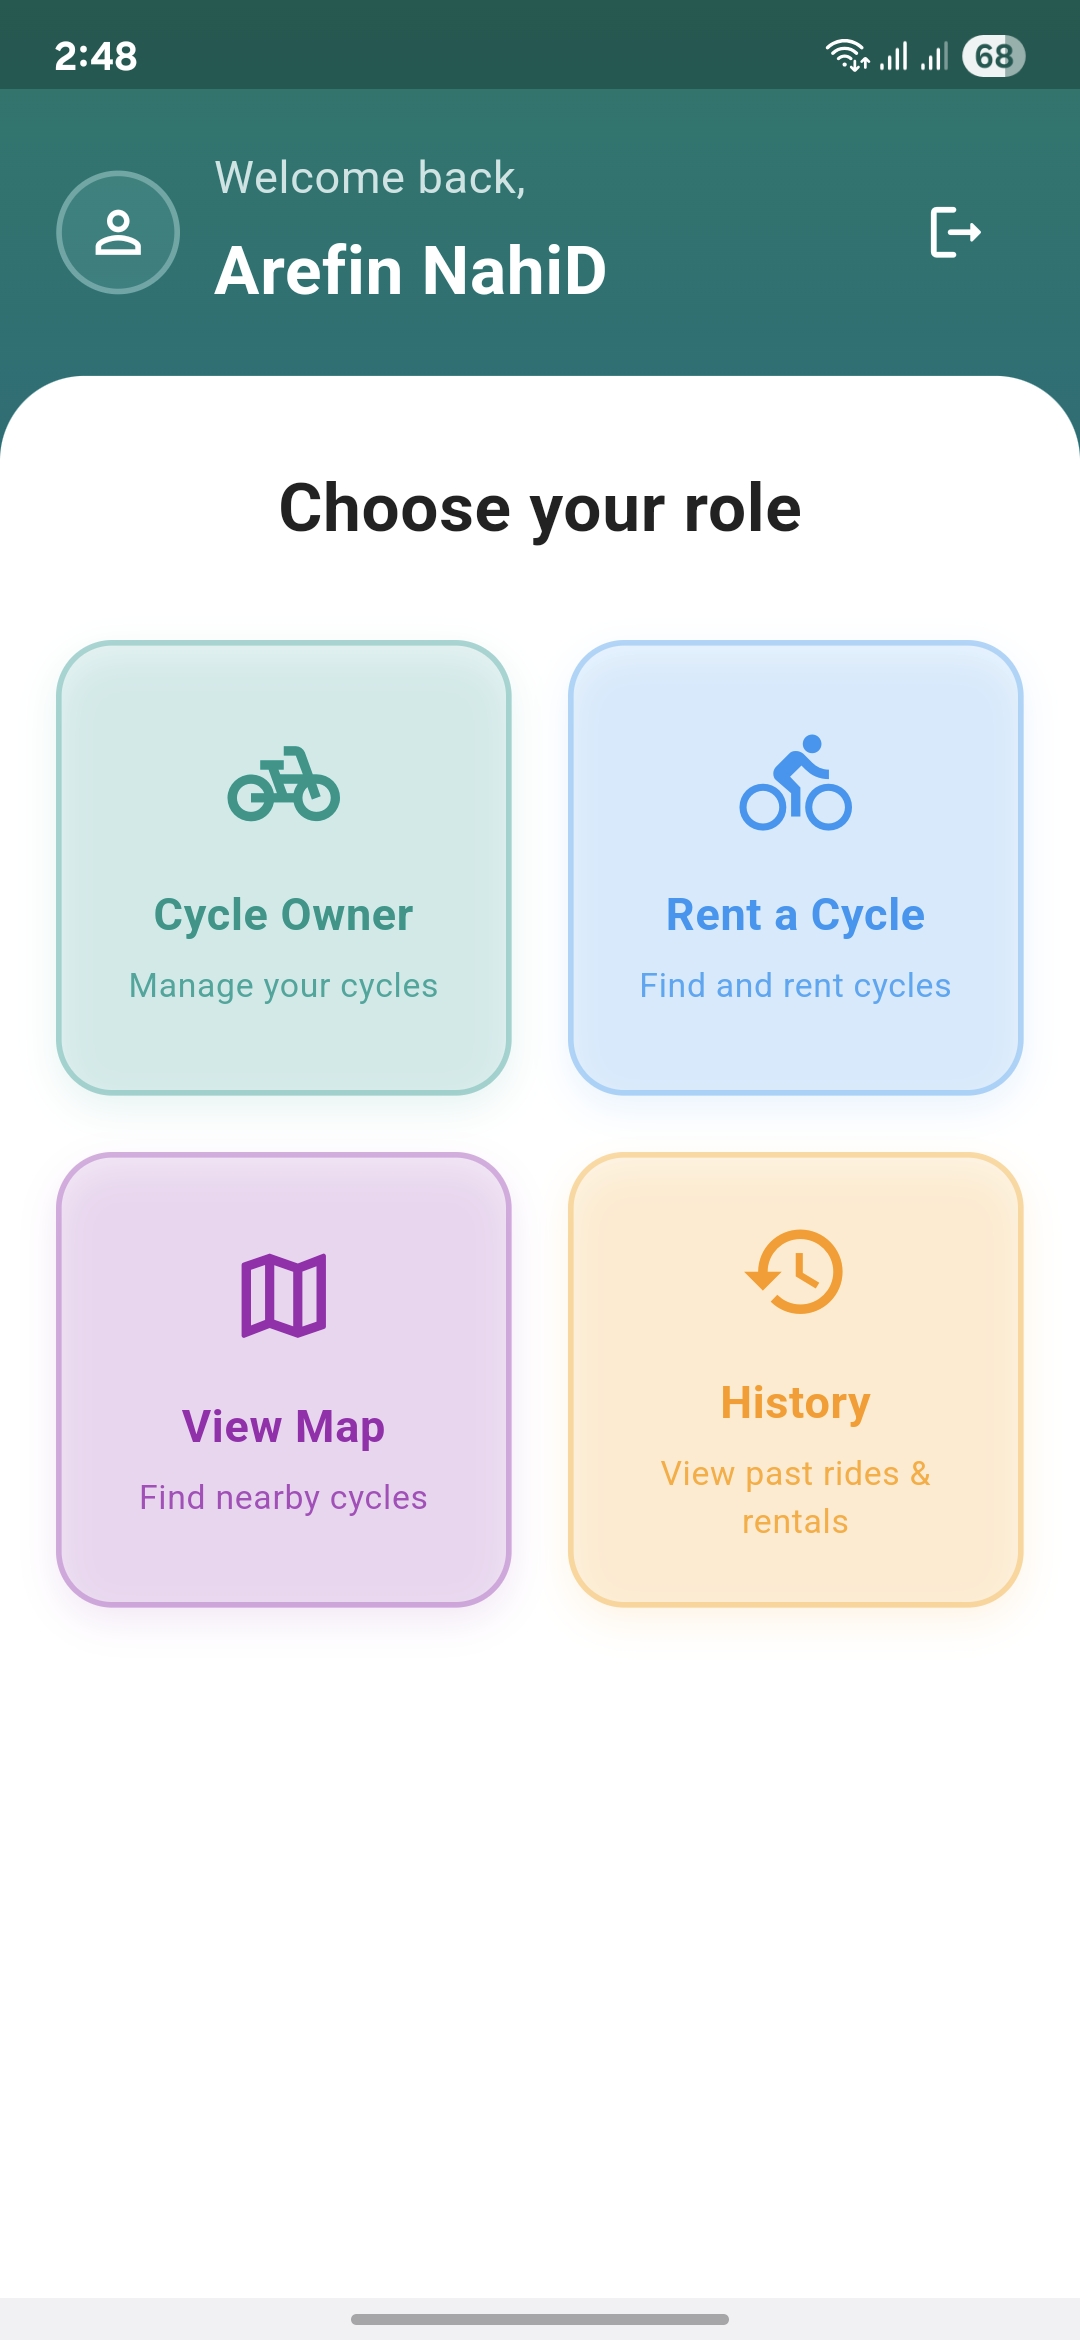 2:48
68
Welcome back,
Arefin NahiD
Choose your role
Cycle Owner
Manage your cycles
Rent a Cycle
Find and rent cycles
View Map
Find nearby cycles
History
View past rides &
rentals